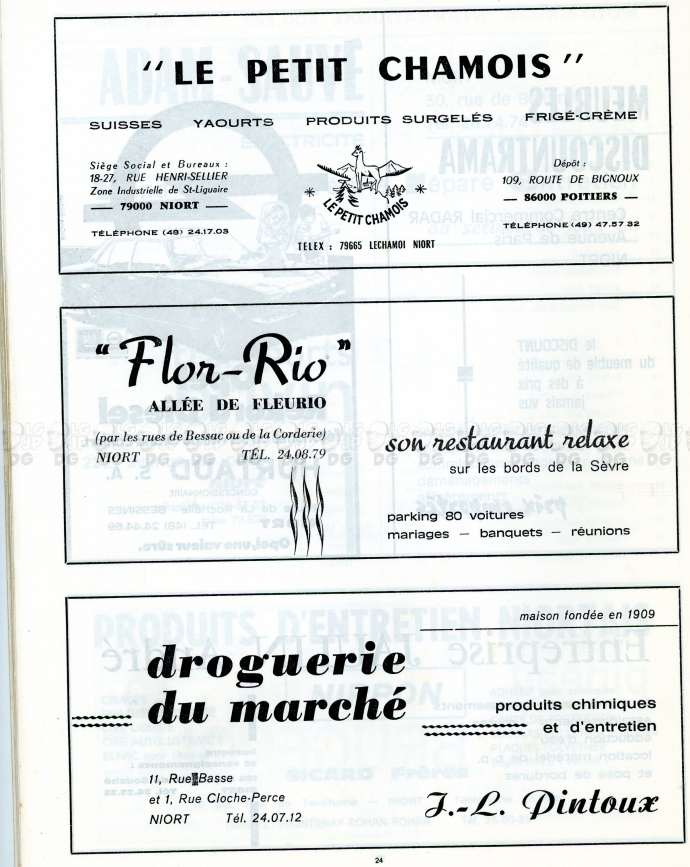 “LE PETIT CHAMOIS”
SUISSES YAOURTS PRODUITS SURGELÉS FRIGÉ-CRÈME
Siège Social et Bureaux :
18-27, RUE HENRI-SELLIER
Zone Industrielle de St-Liguaire
— 79000 NIORT —
TÉLÉPHONE (48) 24.17.03
LE PETIT CHAMOIS
TELEX : 79665 LECHAMOI NIORT
Dépôt :
109, ROUTE DE BIGNOUX
— 86000 POITIERS —
TÉLÉPHONE (49) 47.57 32
“Flor-Rio”
ALLÉE DE FLEURIO
(par les rues de Bessac ou de la Corderie)
NIORT TÉL. 24.08.79
son restaurant relaxe
sur les bords de la Sèvre
parking 80 voitures
mariages — banquets — réunions
maison fondée en 1909
droguerie
du marché
produits chimiques
et d'entretien
11, Rue Basse
et 1, Rue Cloche-Perce
NIORT Tél. 24.07.12
J.-L. Pintoux
24